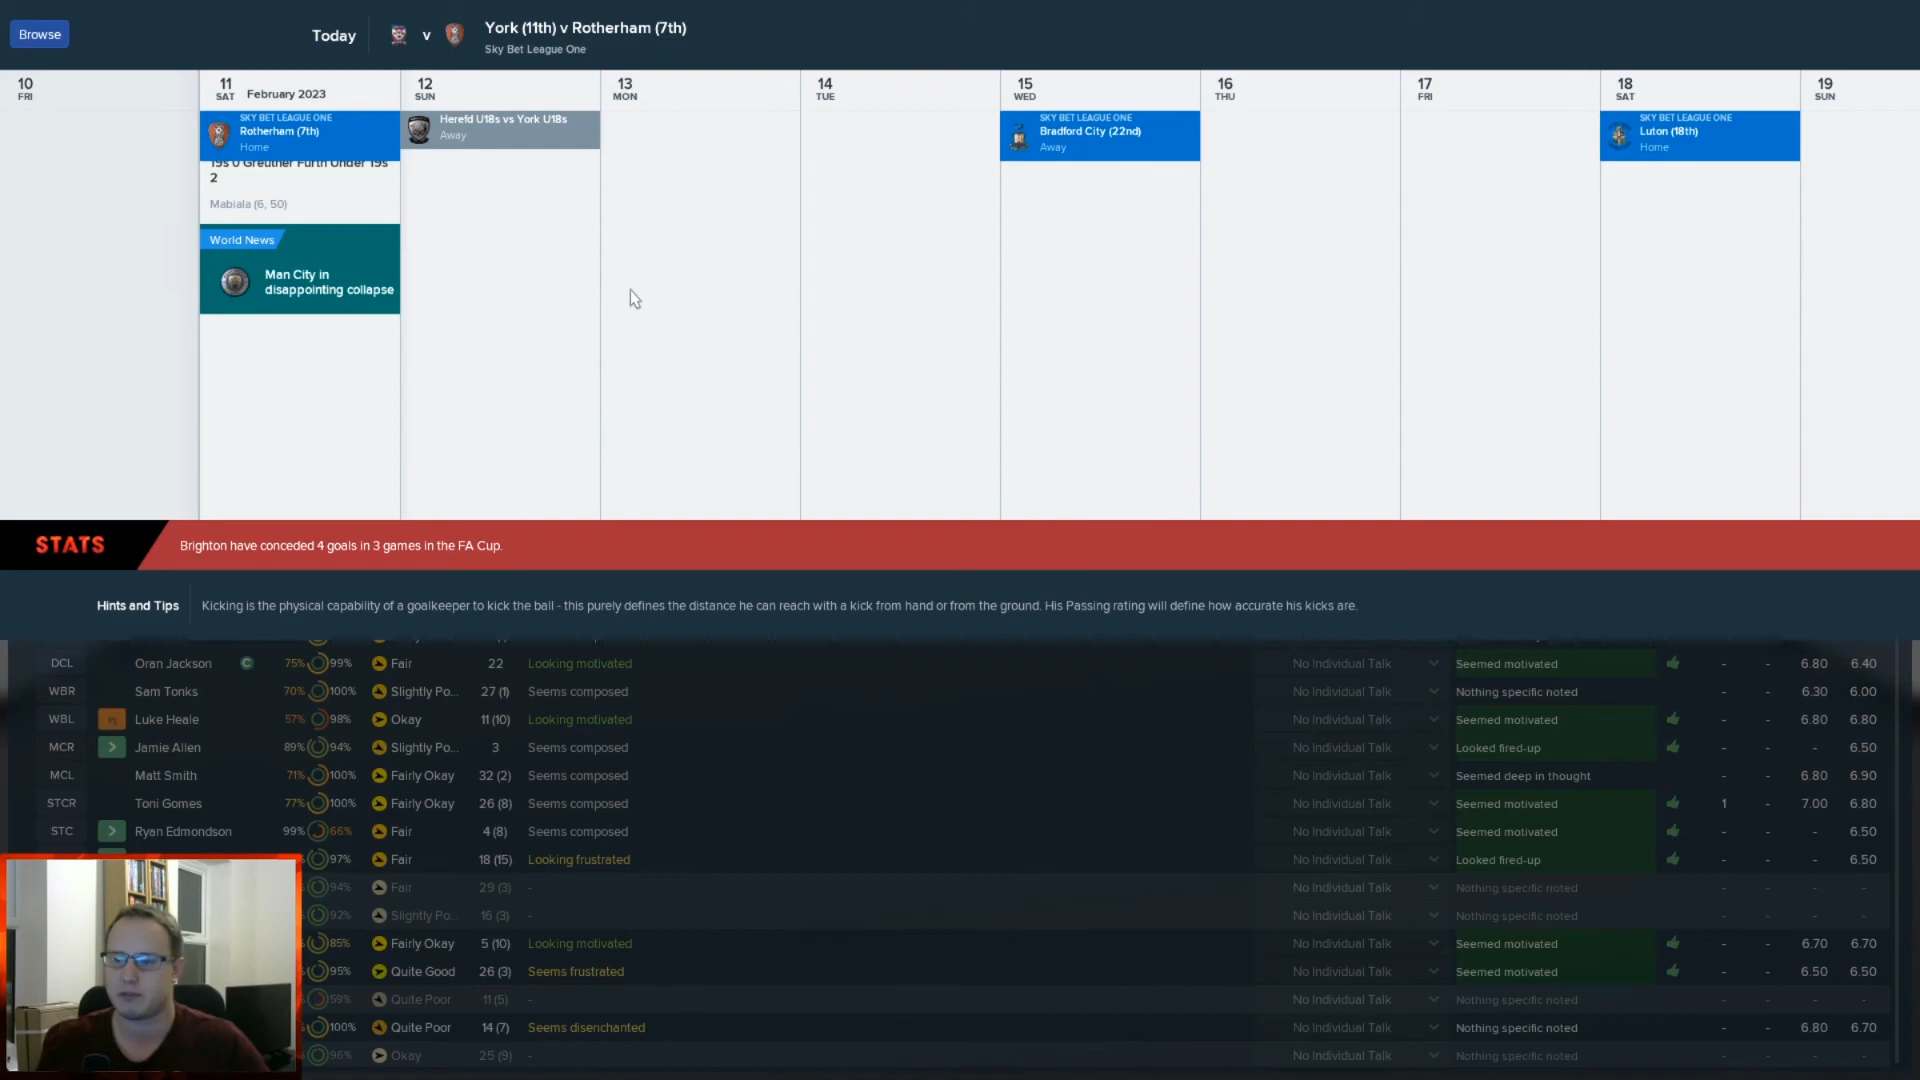 Browse
Today
v
York (11th) v Rotherham (7th)
Sky Bet League One
10
FRI
11
SAT
February 2023
12
SUN
13
MON
14
TUE
15
WED
16
THU
17
FRI
18
SAT
19
SUN
SKY BET LEAGUE ONE
Rotherham (7th)
Home
Herefd U18s vs York U18s
Away
SKY BET LEAGUE ONE
Bradford City (22nd)
Away
SKY BET LEAGUE ONE
Luton (18th)
Home
19s 0 Greuther Furth Under 19s
2
Mabiala (6, 50)
World News
Man City in
disappointing collapse
STATS
Brighton have conceded 4 goals in 3 games in the FA Cup.
Hints and Tips
Kicking is the physical capability of a goalkeeper to kick the ball - this purely defines the distance he can reach with a kick from hand or from the ground. His Passing rating will define how accurate his kicks are.
DCL Oran Jackson C 75% 99% Fair 22 Looking motivated No Individual Talk Seemed motivated - - 6.80 6.40
WBR Sam Tonks 70% 100% Slightly Po... 27 (1) Seems composed No Individual Talk Nothing specific noted - - 6.30 6.00
WBL Luke Heale 57% 98% Okay 11 (10) Looking motivated No Individual Talk Seemed motivated - - 6.80 6.80
MCR Jamie Allen 89% 94% Slightly Po... 3 Seems composed No Individual Talk Looked fired-up - - - 6.50
MCL Matt Smith 71% 100% Fairly Okay 32 (2) Seems composed No Individual Talk Seemed deep in thought - - 6.80 6.90
STCR Toni Gomes 77% 100% Fairly Okay 26 (8) Seems composed No Individual Talk Seemed motivated 1 - 7.00 6.80
STC Ryan Edmondson 99% 66% Fair 4 (8) Seems composed No Individual Talk Seemed motivated - - - 6.50
97% Fair 18 (15) Looking frustrated No Individual Talk Looked fired-up - - - 6.50
94% Fair 29 (3) - No Individual Talk Nothing specific noted - - - -
92% Slightly Po... 16 (3) - No Individual Talk Nothing specific noted - - - -
85% Fairly Okay 5 (10) Looking motivated No Individual Talk Seemed motivated - - 6.70 6.70
95% Quite Good 26 (3) Seems frustrated No Individual Talk Seemed motivated - - 6.50 6.50
59% Quite Poor 11 (5) - No Individual Talk Nothing specific noted - - - -
100% Quite Poor 14 (7) Seems disenchanted No Individual Talk Nothing specific noted - - 6.80 6.70
96% Okay 25 (9) - No Individual Talk Nothing specific noted - - - -